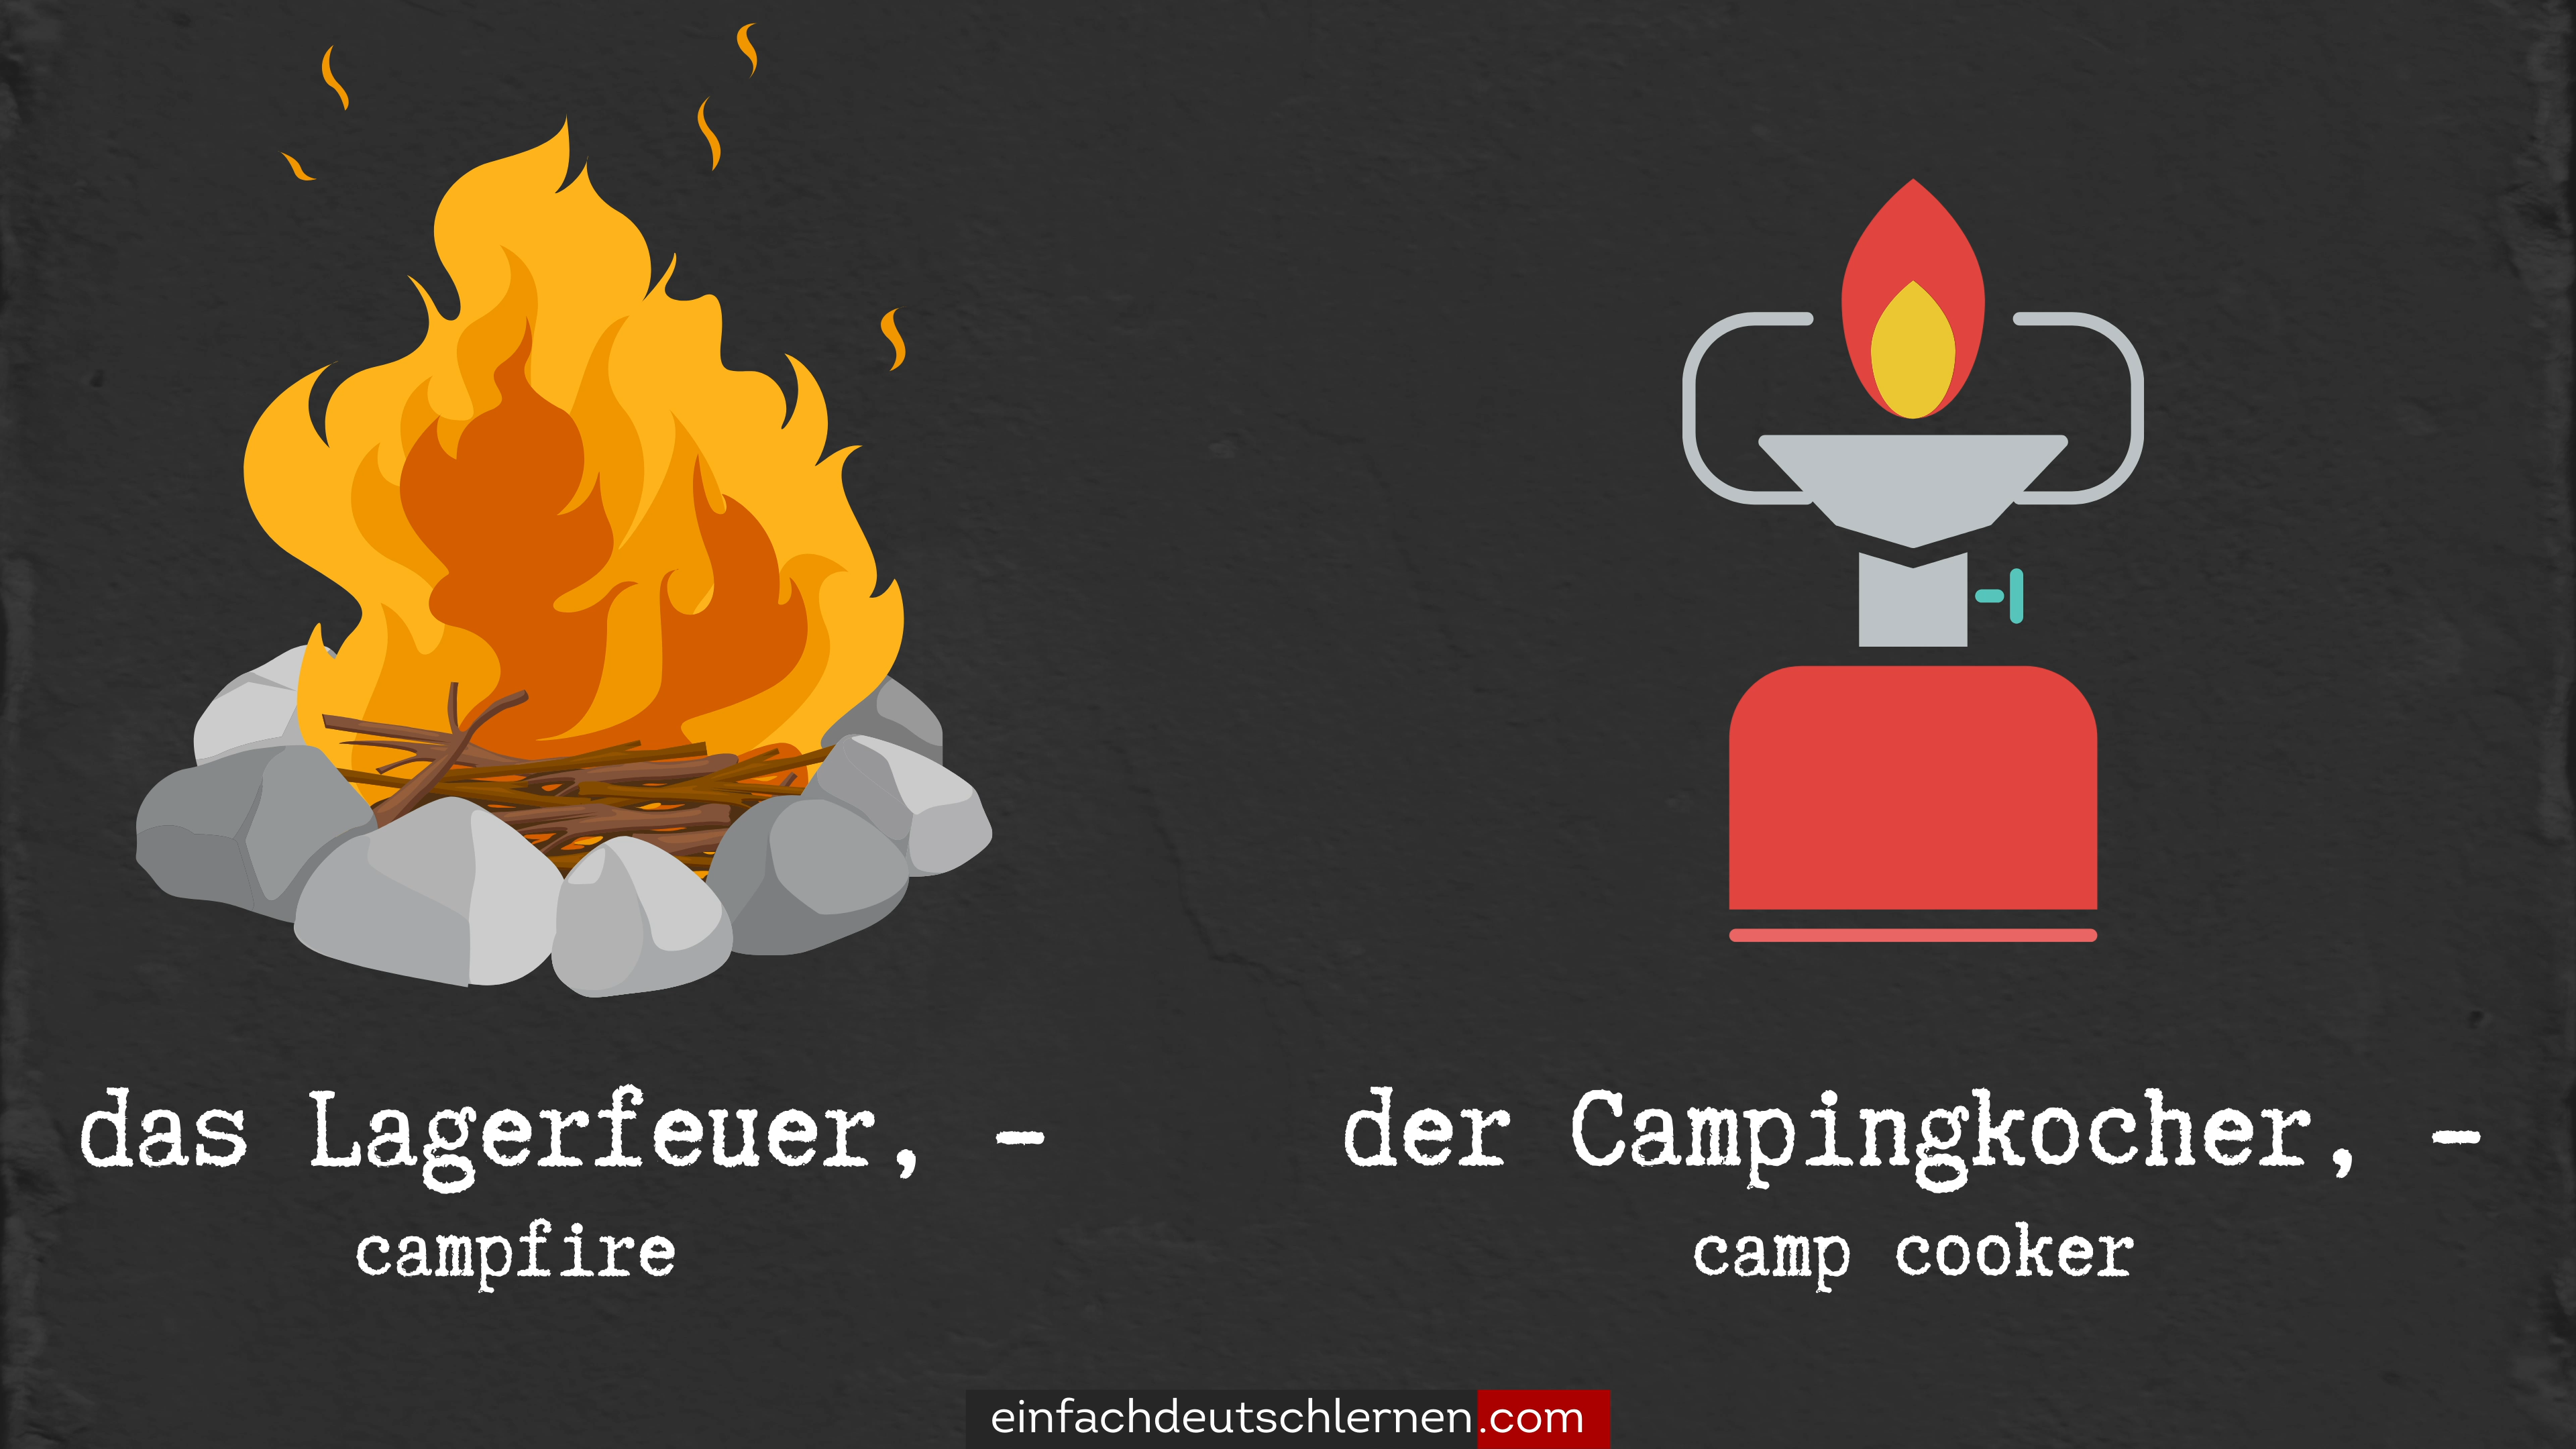 das Lagerfeuer, -
campfire
der Campingkocher, -
camp cooker
einfachdeutschlernen.com